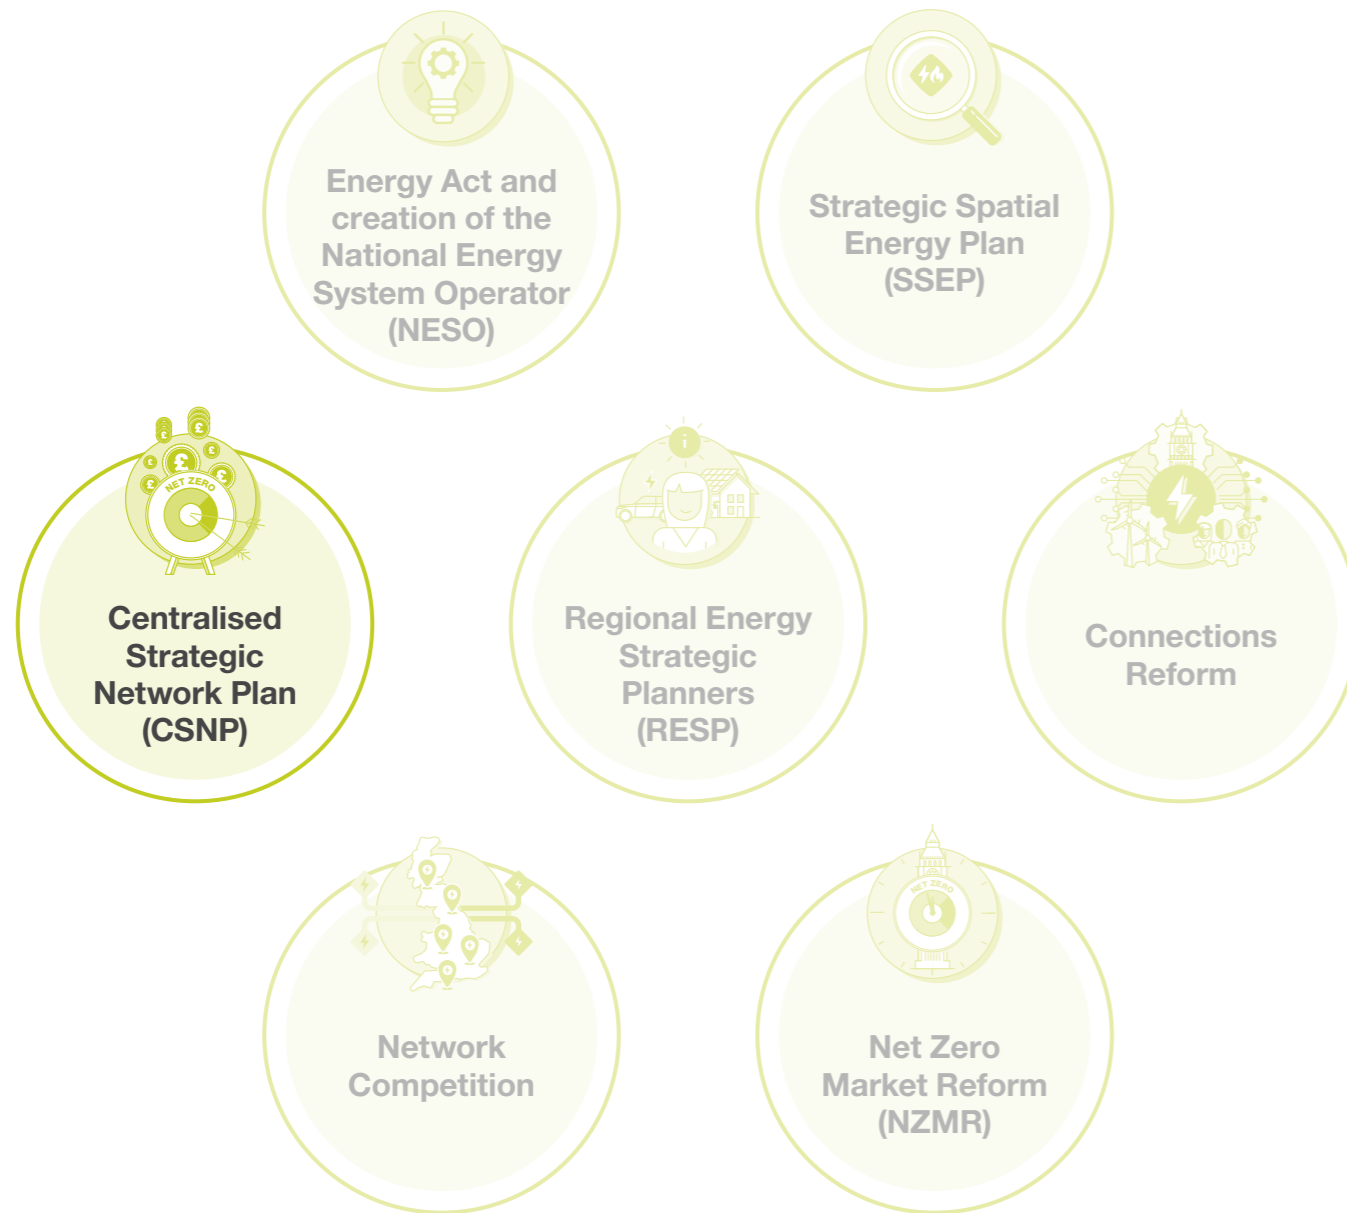 Energy Act and
creation of the
National Energy
System Operator
(NESO)
Strategic Spatial
Energy Plan
(SSEP)
£
£
£
£
£
£
£
NET ZERO
Centralised
Strategic
Network Plan
(CSNP)
i
Regional Energy
Strategic
Planners
(RESP)
Connections
Reform
Network
Competition
NET ZERO
Net Zero
Market Reform
(NZMR)